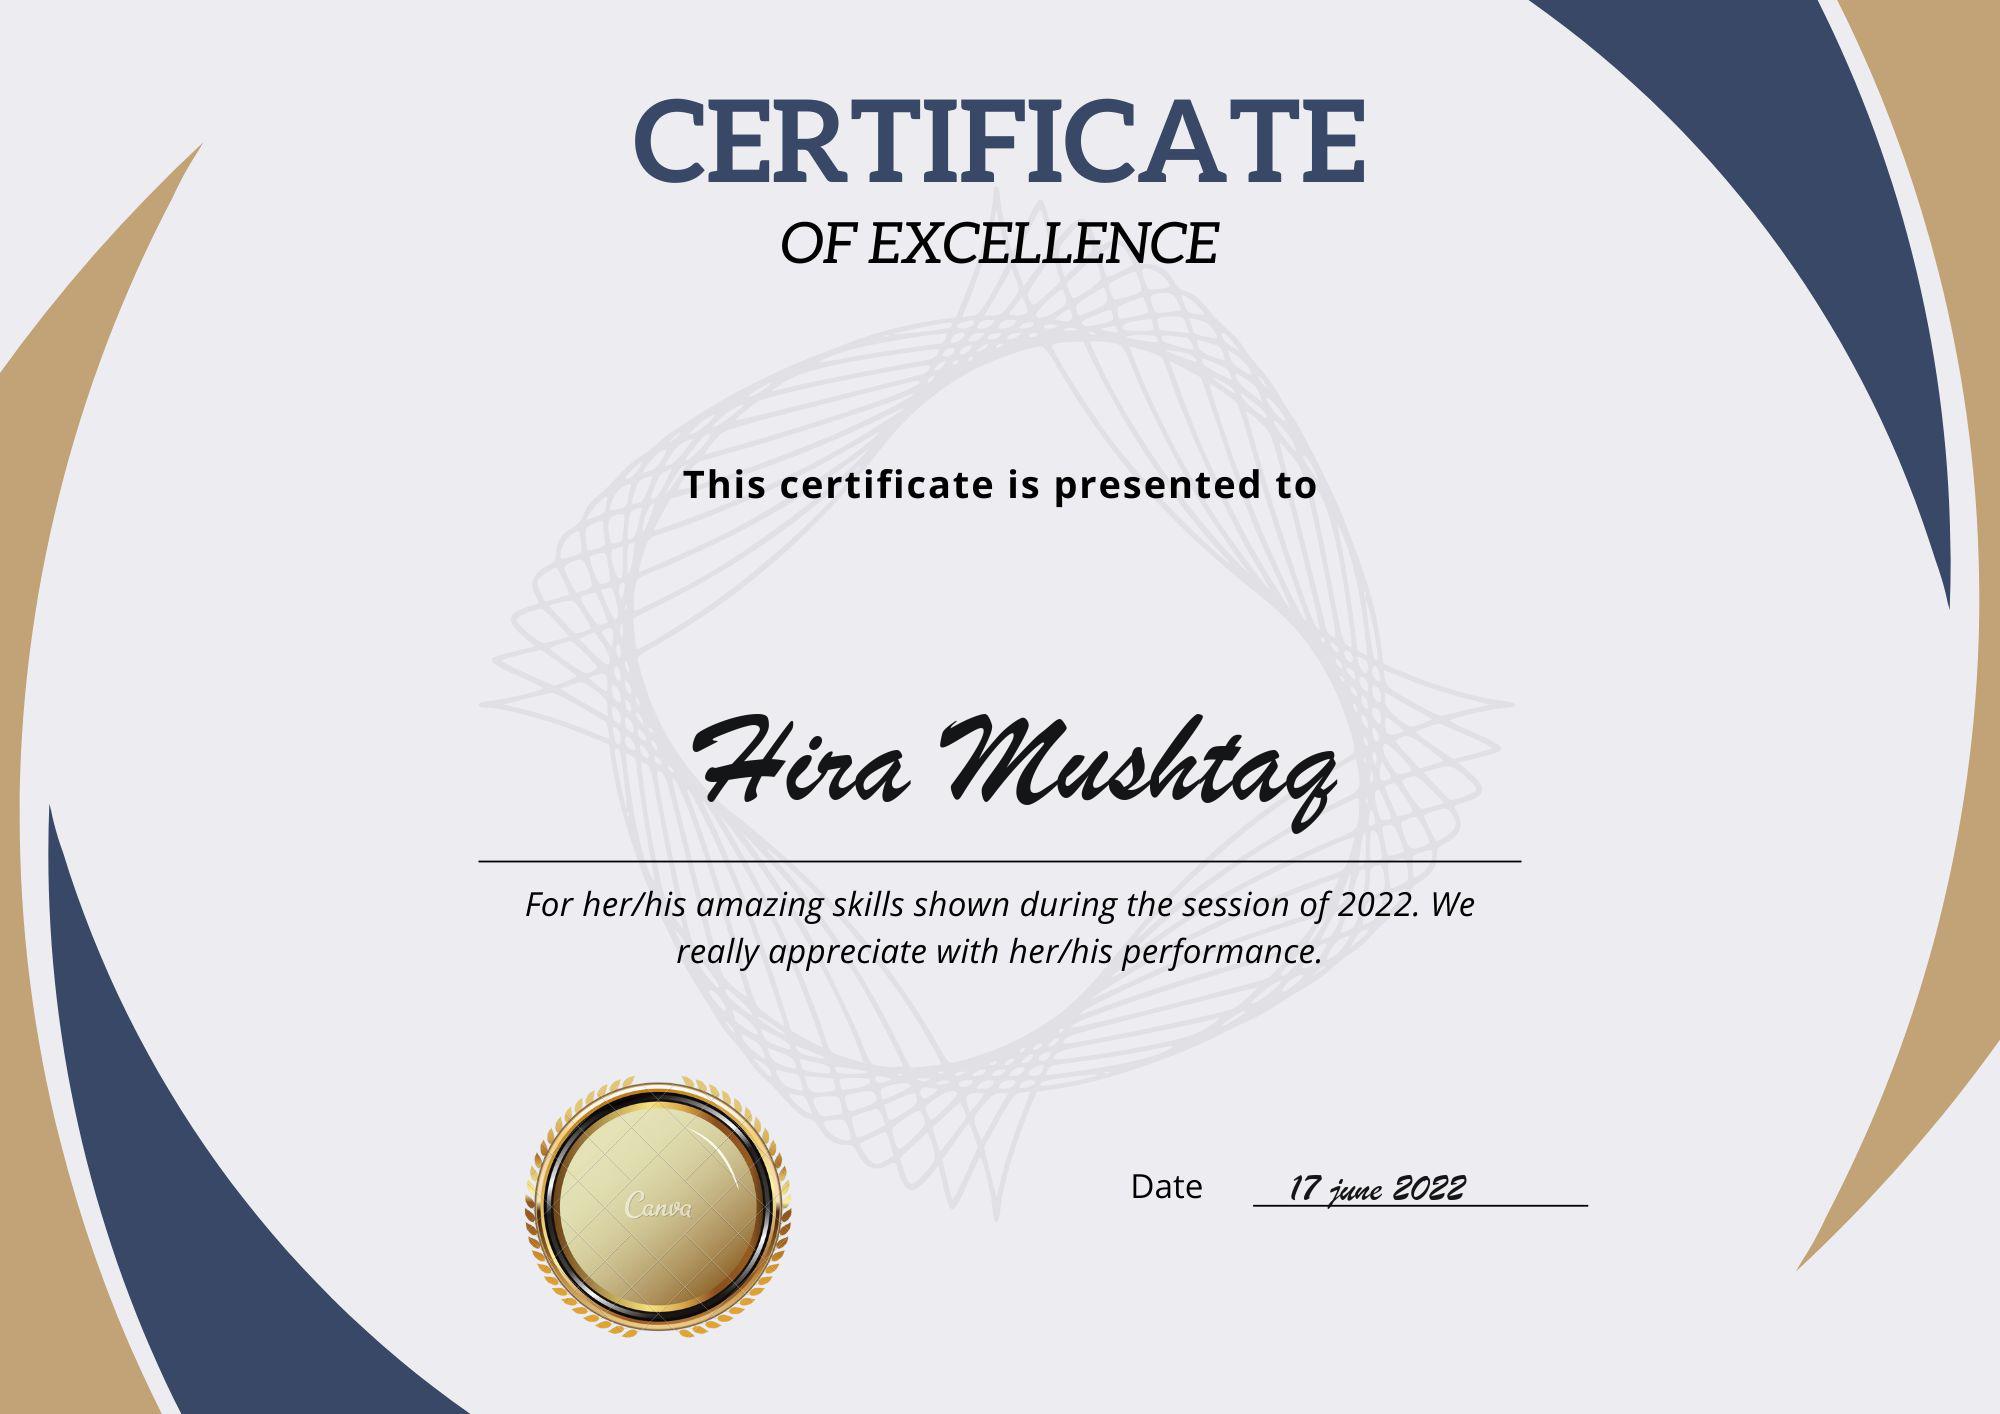 CERTIFICATE
OF EXCELLENCE
This certificate is presented to
Hira Mushtaq
For her/his amazing skills shown during the session of 2022. We
really appreciate with her/his performance.
Canva
Date 17 june 2022